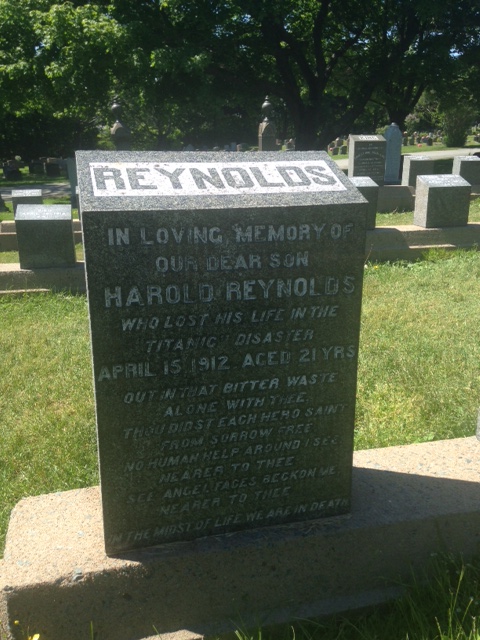 REYNOLDS
IN LOVING MEMORY OF
OUR DEAR SON
HAROLD REYNOLDS
WHO LOST HIS LIFE IN THE
"TITANIC" DISASTER
APRIL 15, 1912. AGED 21 YRS
OUT IN THAT BITTER WASTE
ALONE WITH THEE
THOU DIDST EACH HERO SAINT
FROM SORROW FREE
NO HUMAN HELP AROUND I SEE
NEARER TO THEE
SEE ANGEL FACES BECKON ME
NEARER TO THEE
IN THE MIDST OF LIFE WE ARE IN DEATH